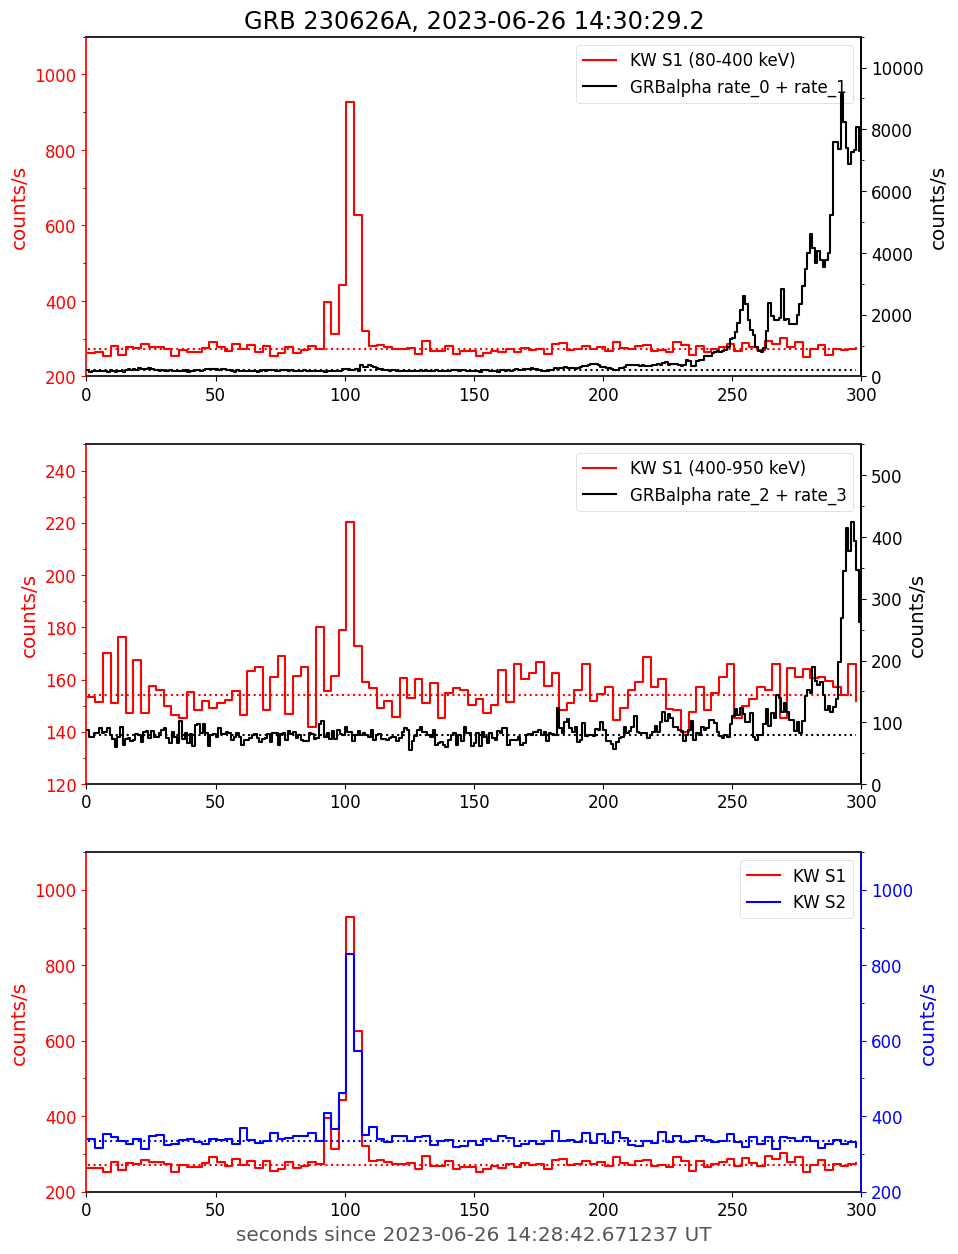 GRB 230626A, 2023-06-26 14:30:29.2
KW S1 (80-400 keV)
GRBalpha rate_0 + rate_1
counts/s
1000
800
600
400
200
10000
8000
6000
4000
2000
0
counts/s
0 50 100 150 200 250 300
KW S1 (400-950 keV)
GRBalpha rate_2 + rate_3
counts/s
240
220
200
180
160
140
120
500
400
300
200
100
0
counts/s
0 50 100 150 200 250 300
KW S1
KW S2
counts/s
1000
800
600
400
200
1000
800
600
400
200
counts/s
0 50 100 150 200 250 300
seconds since 2023-06-26 14:28:42.671237 UT